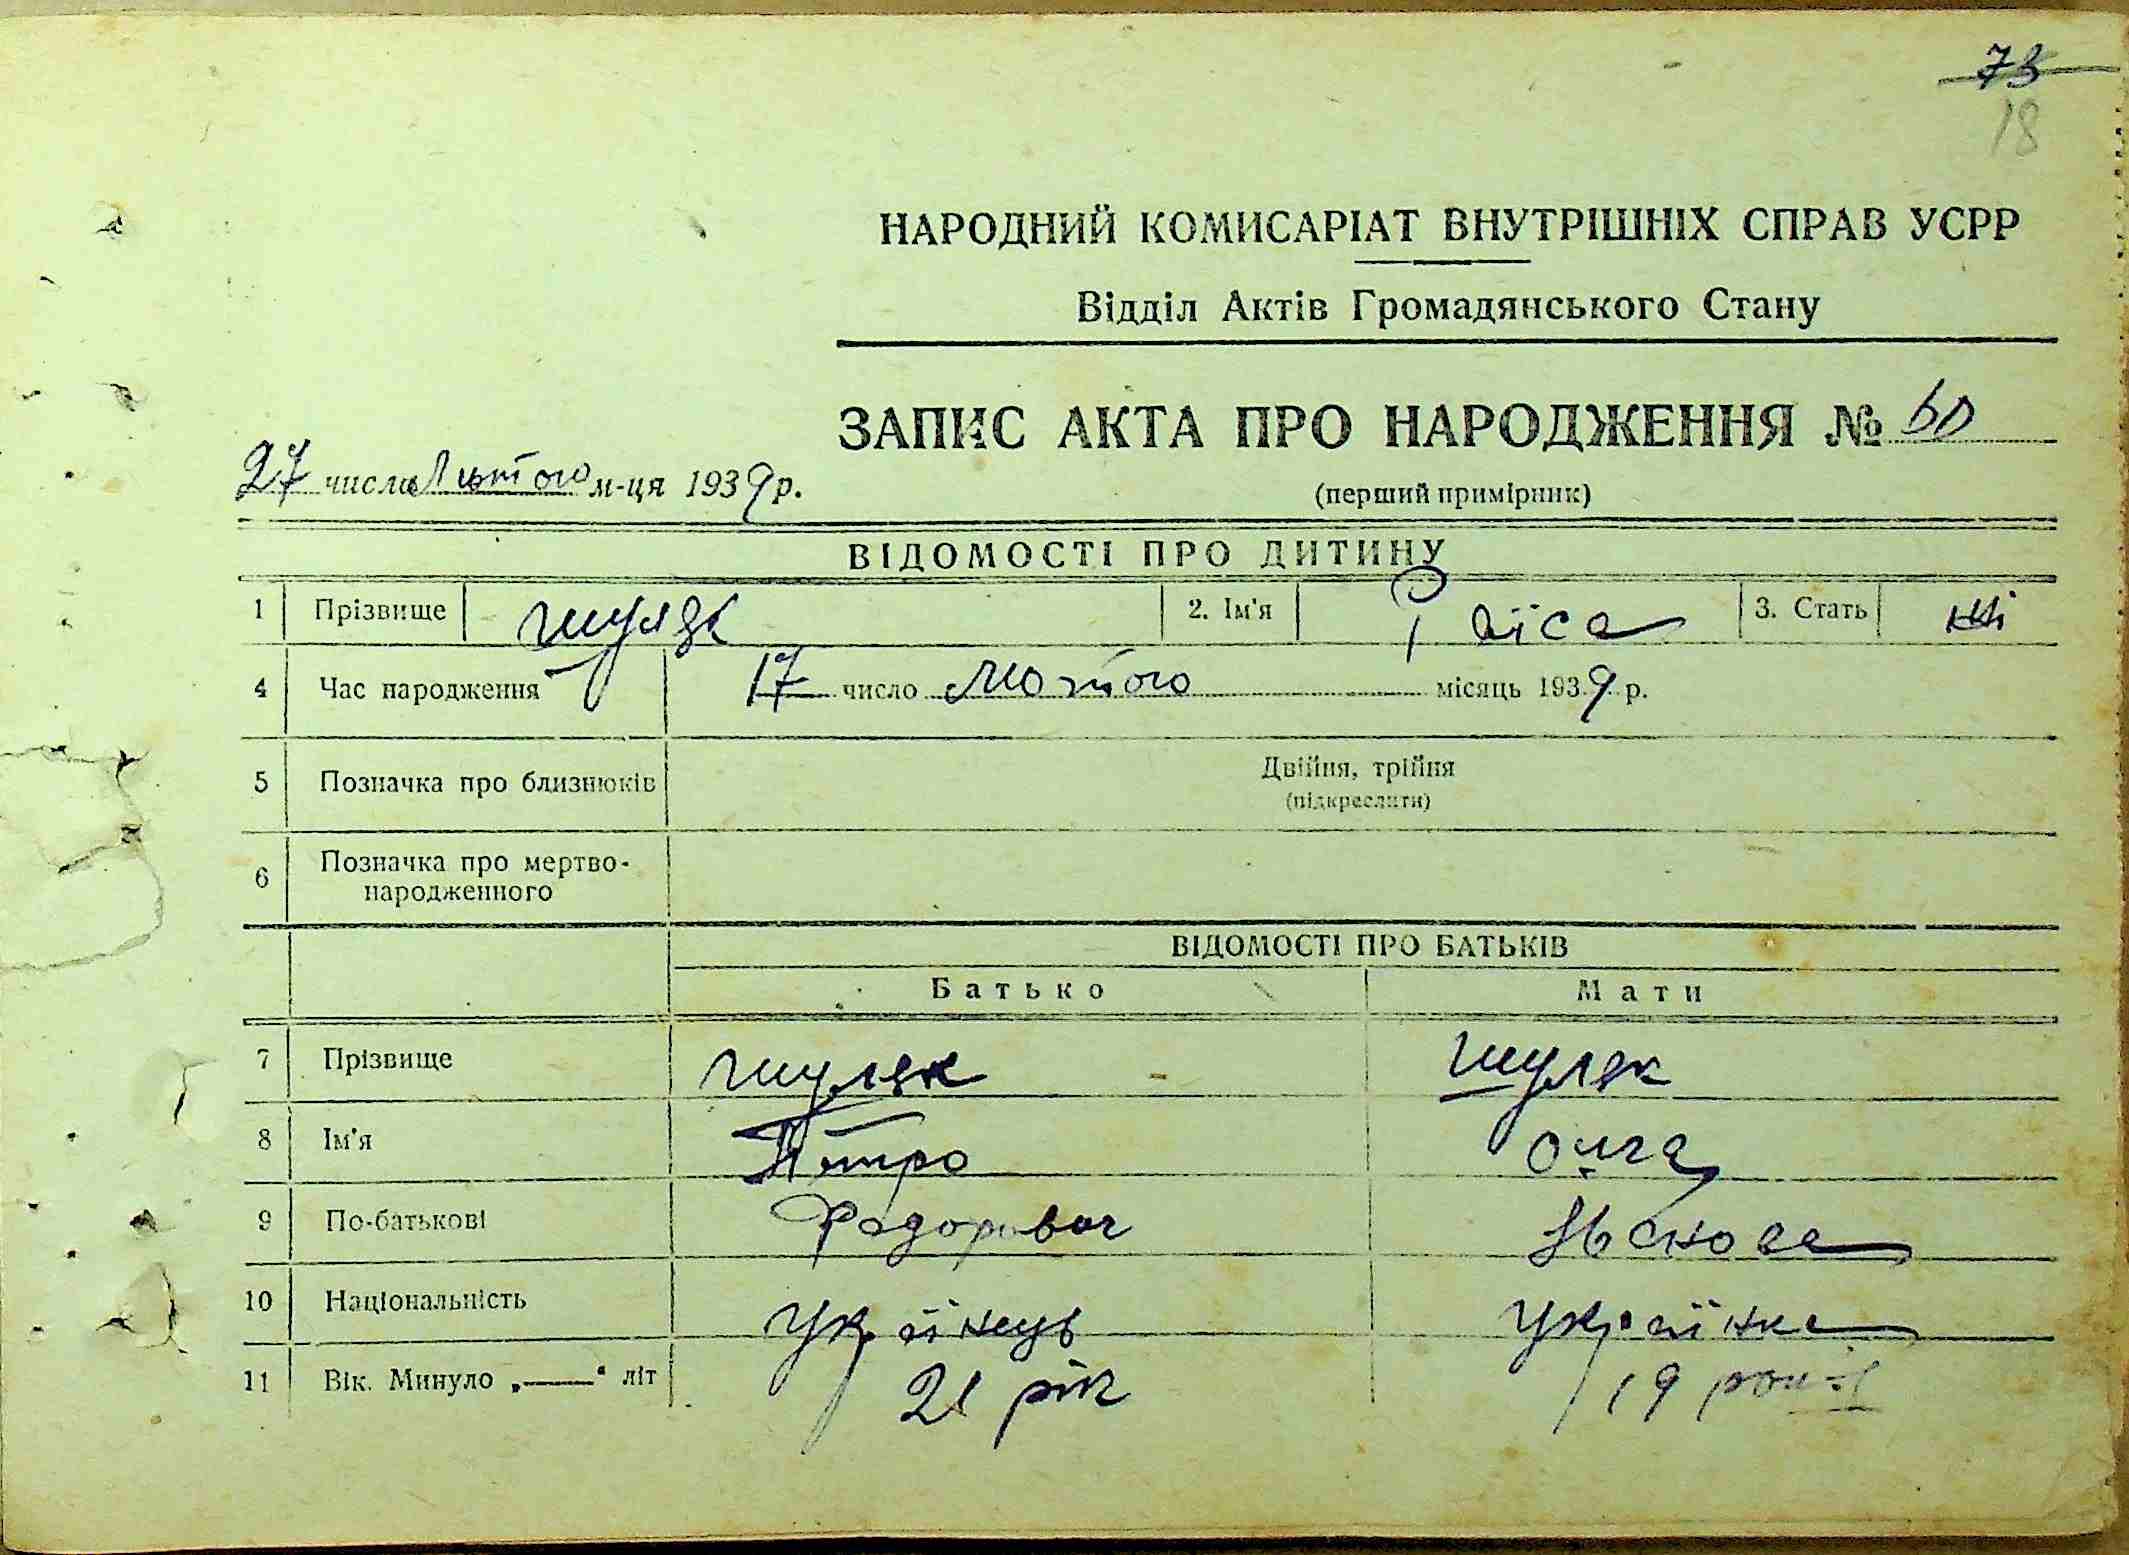 73
18
НАРОДНИЙ КОМИСАРІАТ ВНУТРІШНІХ СПРАВ УСРР
Відділ Актів Громадянського Стану
ЗАПИС АКТА ПРО НАРОДЖЕННЯ № 60
27 числа Лютого м-ця 1939 р.
(перший примірник)
ВІДОМОСТІ ПРО ДИТИНУ
1 Прізвище Шуляк 2. Ім'я Раїса 3. Стать жі
4 Час народження 17 число Лютого місяць 1939 р.
5 Позначка про близнюків Двійня, трійня
(підкреслити)
6 Позначка про мертво-
народженного
ВІДОМОСТІ ПРО БАТЬКІВ
Батько Мати
7 Прізвище Шуляк Шуляк
8 Ім'я Петро Олга
9 По-батькові Федорович
10 Національність Українець Українка
11 Вік. Минуло „——“ літ 21 рік 19 років